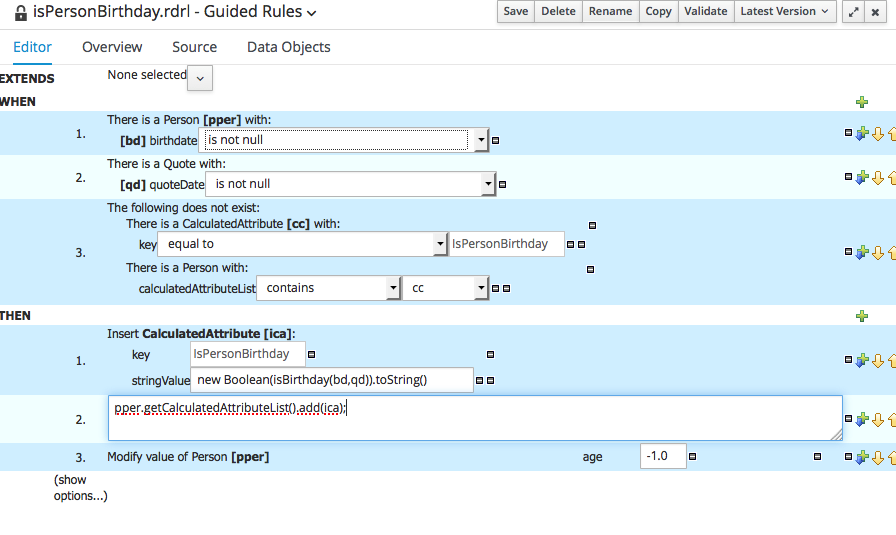 isPersonBirthday.rdrl - Guided Rules
Save Delete Rename Copy Validate Latest Version
Editor Overview Source Data Objects
EXTENDS None selected
WHEN
There is a Person [pper] with:
1. [bd] birthdate is not null
There is a Quote with:
2. [qd] quoteDate is not null
The following does not exist:
There is a CalculatedAttribute [cc] with:
key equal to IsPersonBirthday
3.
There is a Person with:
calculatedAttributeList contains cc
THEN
Insert CalculatedAttribute [ica]:
key IsPersonBirthday
1.
stringValue new Boolean(isBirthday(bd,qd)).toString()
pper.getCalculatedAttributeList().add(ica);
2.
3. Modify value of Person [pper] age -1.0
(show
options...)